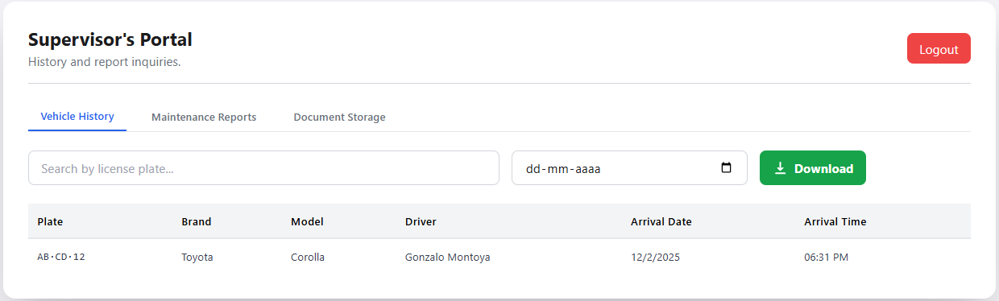 Supervisor's Portal
History and report inquiries.
Logout
Vehicle History Maintenance Reports Document Storage
Search by license plate... dd-mm-aaaa Download
Plate Brand Model Driver Arrival Date Arrival Time
AB·CD·12 Toyota Corolla Gonzalo Montoya 12/2/2025 06:31 PM